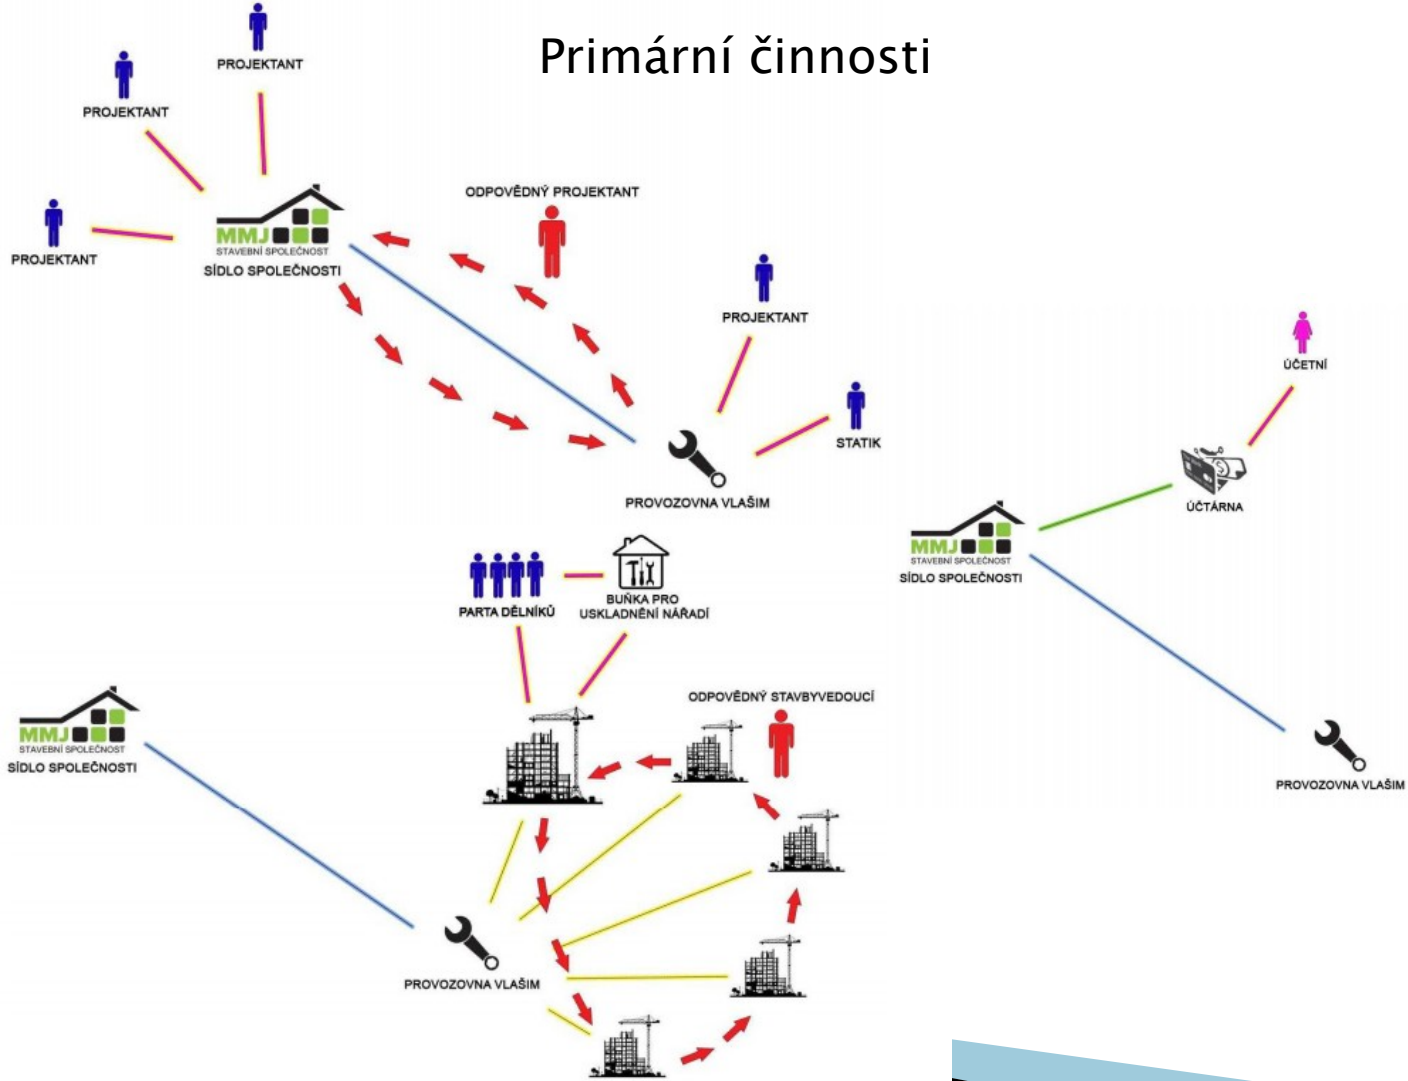 Primární činnosti
PROJEKTANT
PROJEKTANT
PROJEKTANT
MMJ
STAVEBNÍ SPOLEČNOST
SÍDLO SPOLEČNOSTI
ODPOVĚDNÝ PROJEKTANT
PROJEKTANT
STATIK
PROVOZOVNA VLAŠIM
ÚČETNÍ
ÚČTÁRNA
MMJ
STAVEBNÍ SPOLEČNOST
SÍDLO SPOLEČNOSTI
PROVOZOVNA VLAŠIM
PARTA DĚLNÍKŮ
BUŇKA PRO
USKLADNĚNÍ NÁŘADÍ
ODPOVĚDNÝ STAVBYVEDOUCÍ
MMJ
STAVEBNÍ SPOLEČNOST
SÍDLO SPOLEČNOSTI
PROVOZOVNA VLAŠIM